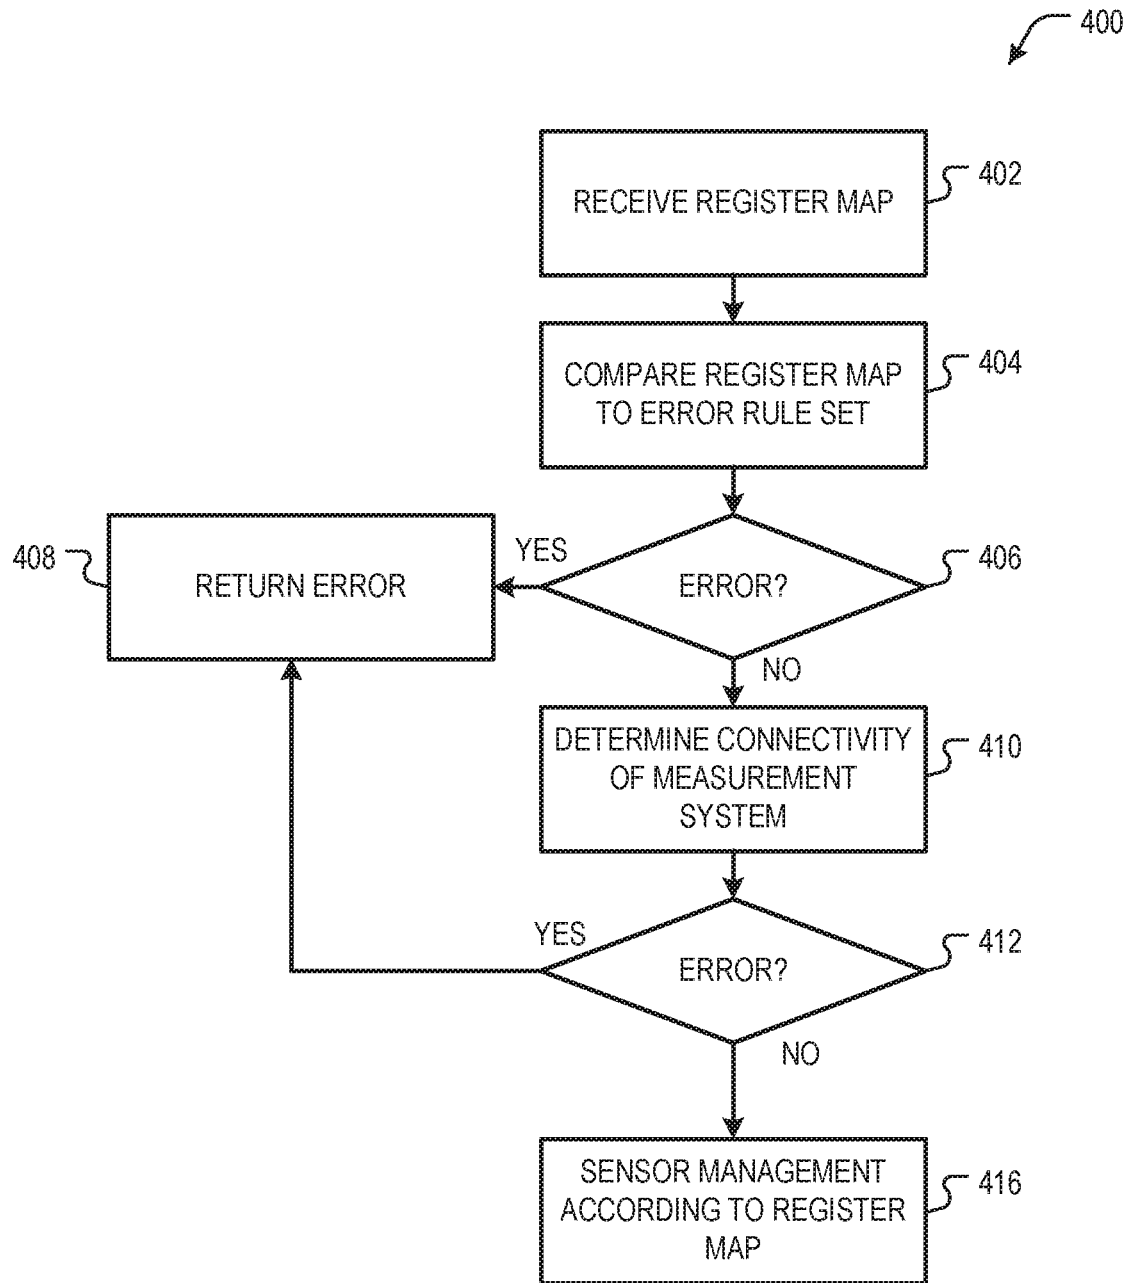 400
RECEIVE REGISTER MAP
402
COMPARE REGISTER MAP
TO ERROR RULE SET
404
408
RETURN ERROR
YES
ERROR?
406
NO
DETERMINE CONNECTIVITY
OF MEASUREMENT
SYSTEM
410
YES
ERROR?
412
NO
SENSOR MANAGEMENT
ACCORDING TO REGISTER
MAP
416